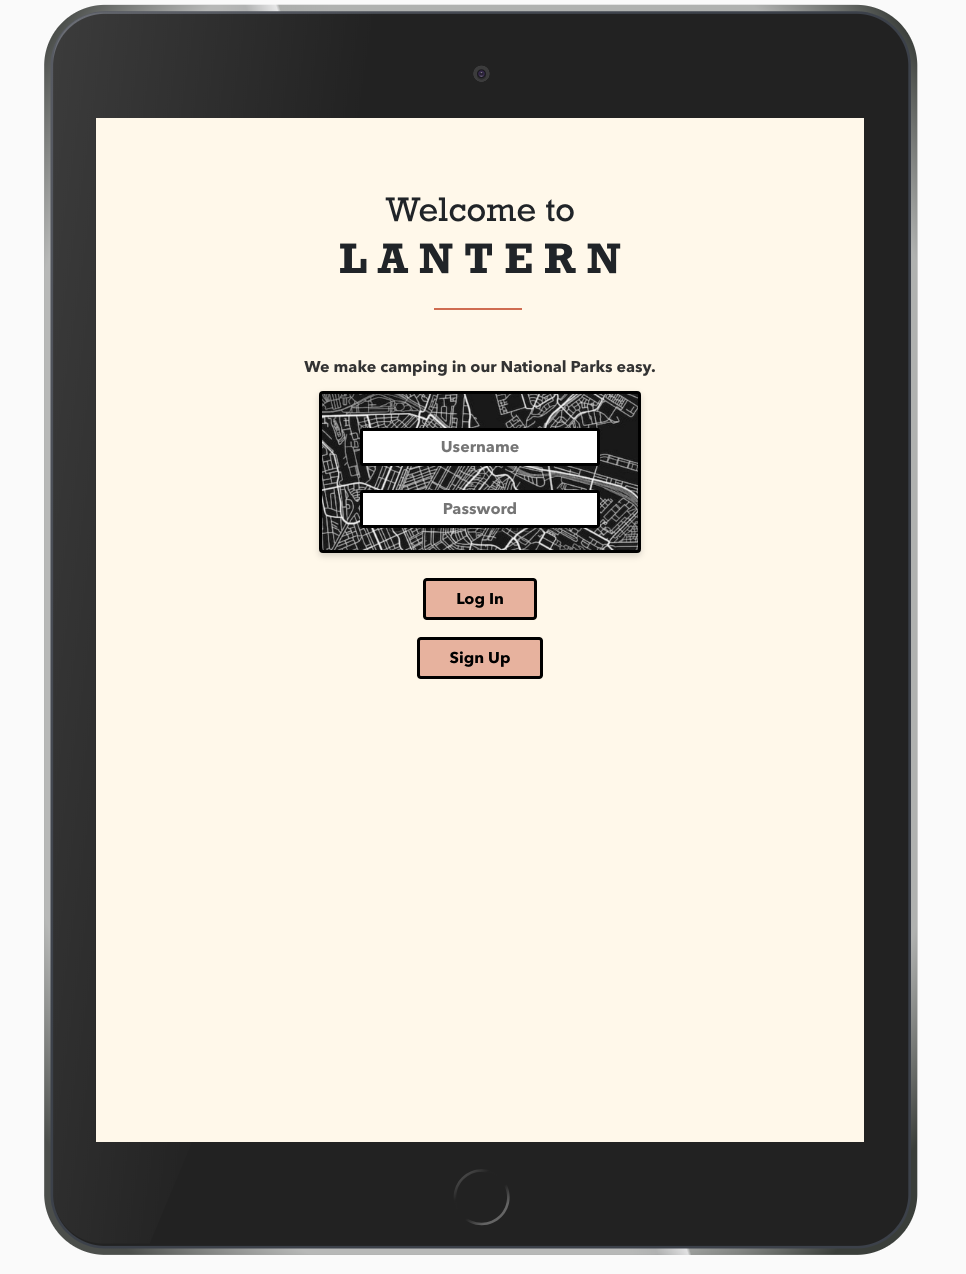 Welcome to
LANTERN
We make camping in our National Parks easy.
Username
Password
Log In
Sign Up